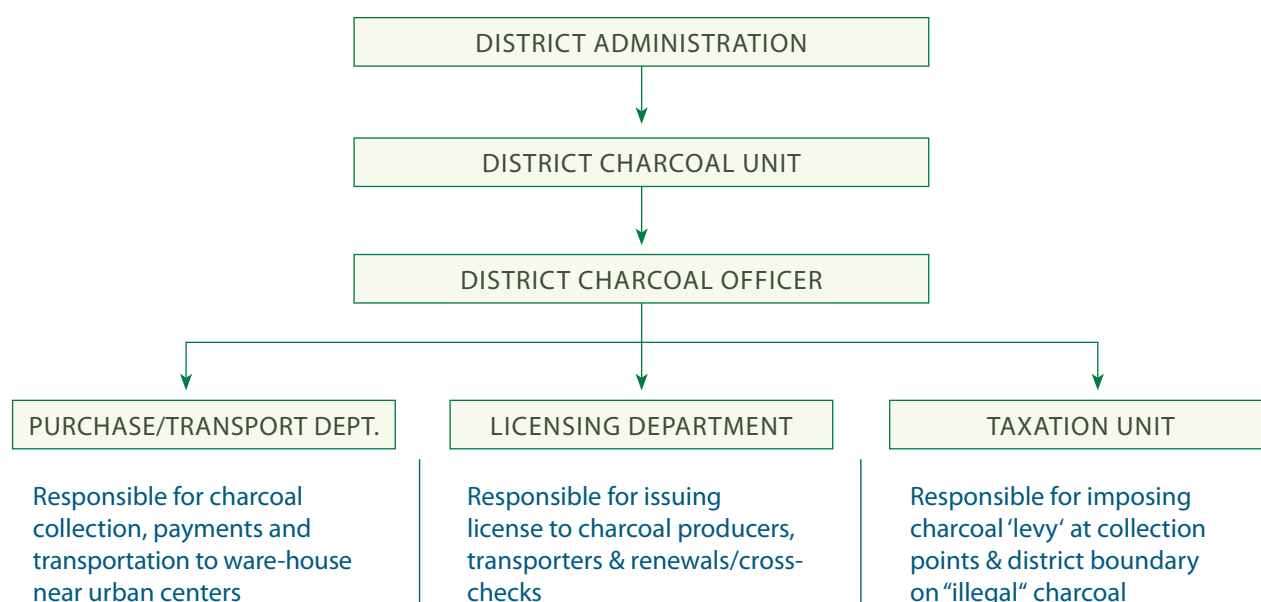 DISTRICT ADMINISTRATION
DISTRICT CHARCOAL UNIT
DISTRICT CHARCOAL OFFICER
PURCHASE/TRANSPORT DEPT.
Responsible for charcoal
collection, payments and
transportation to ware-house
near urban centers
LICENSING DEPARTMENT
Responsible for issuing
license to charcoal producers,
transporters & renewals/cross-
checks
TAXATION UNIT
Responsible for imposing
charcoal ‘levy‘ at collection
points & district boundary
on “illegal“ charcoal